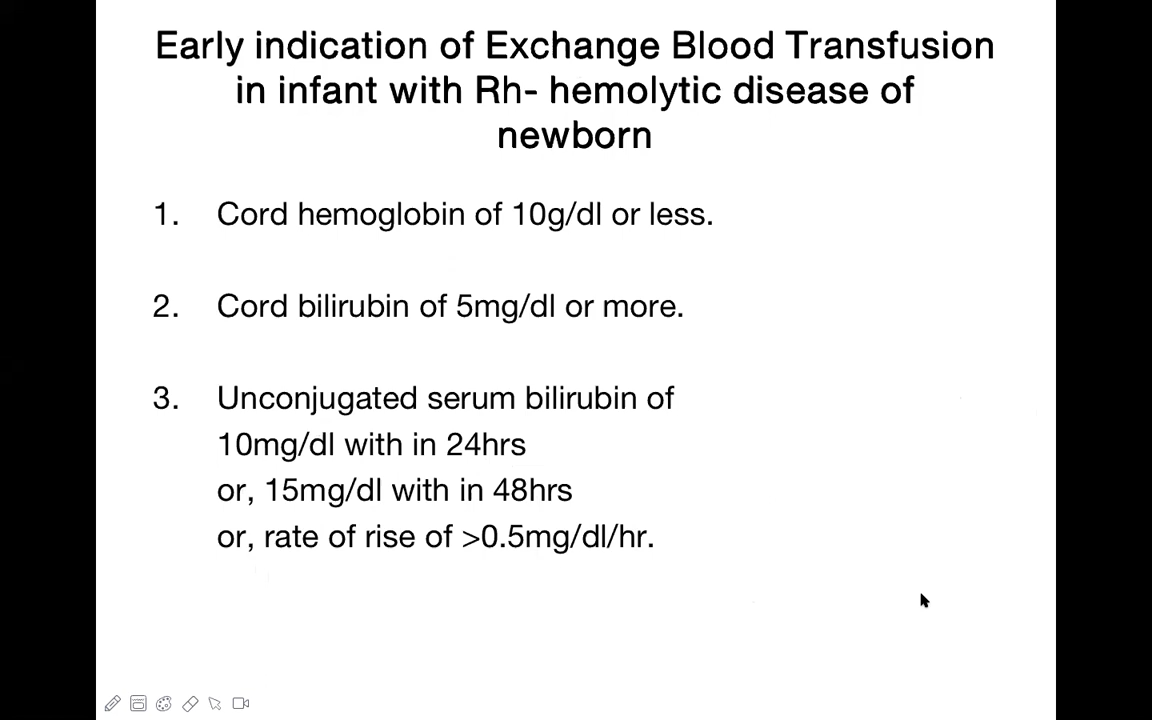 Early indication of Exchange Blood Transfusion
in infant with Rh- hemolytic disease of
newborn
1. Cord hemoglobin of 10g/dl or less.
2. Cord bilirubin of 5mg/dl or more.
3. Unconjugated serum bilirubin of
10mg/dl with in 24hrs
or, 15mg/dl with in 48hrs
or, rate of rise of >0.5mg/dl/hr.